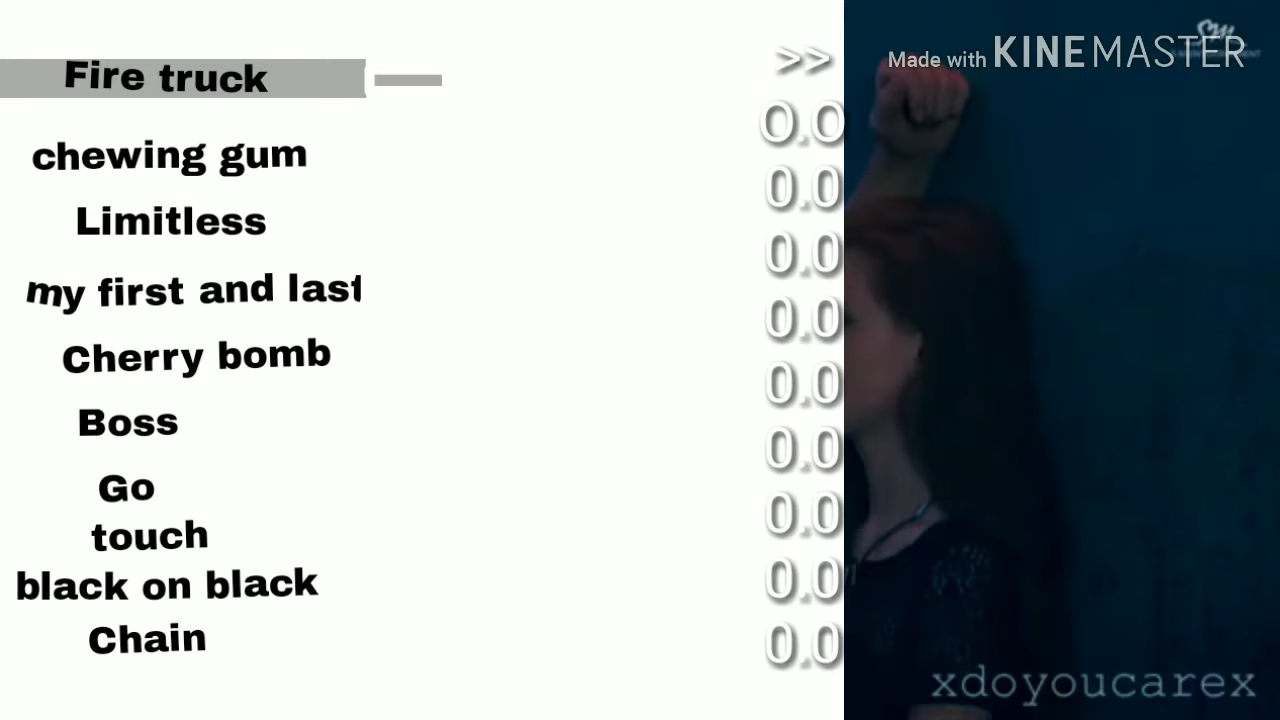 Fire truck
>>
0.0
chewing gum
0.0
Limitless
0.0
my first and last
0.0
Cherry bomb
0.0
Boss
0.0
Go
0.0
touch
0.0
black on black
0.0
Chain
Made with KINEMASTER
xdoyoucarex